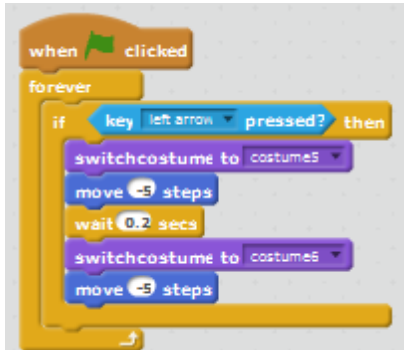 when clicked
forever
if key left arrow pressed? then
switchcostume to costume5
move -5 steps
wait 0.2 secs
switchcostume to costume6
move -5 steps